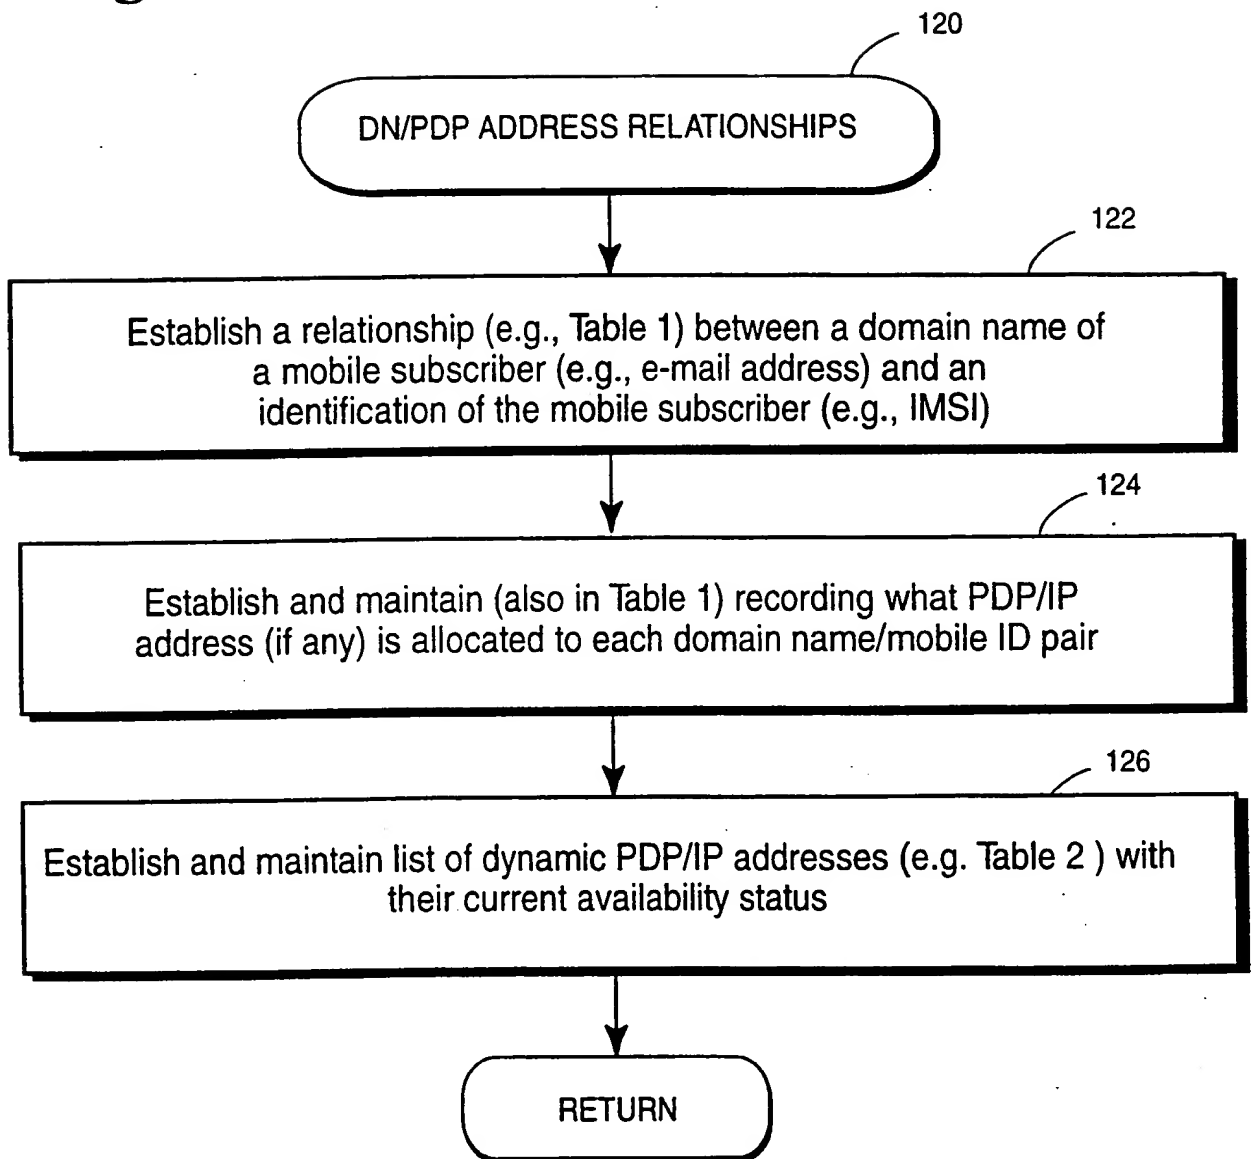 120
DN/PDP ADDRESS RELATIONSHIPS
122
Establish a relationship (e.g., Table 1) between a domain name of
a mobile subscriber (e.g., e-mail address) and an
identification of the mobile subscriber (e.g., IMSI)
124
Establish and maintain (also in Table 1) recording what PDP/IP
address (if any) is allocated to each domain name/mobile ID pair
126
Establish and maintain list of dynamic PDP/IP addresses (e.g. Table 2 ) with
their current availability status
RETURN